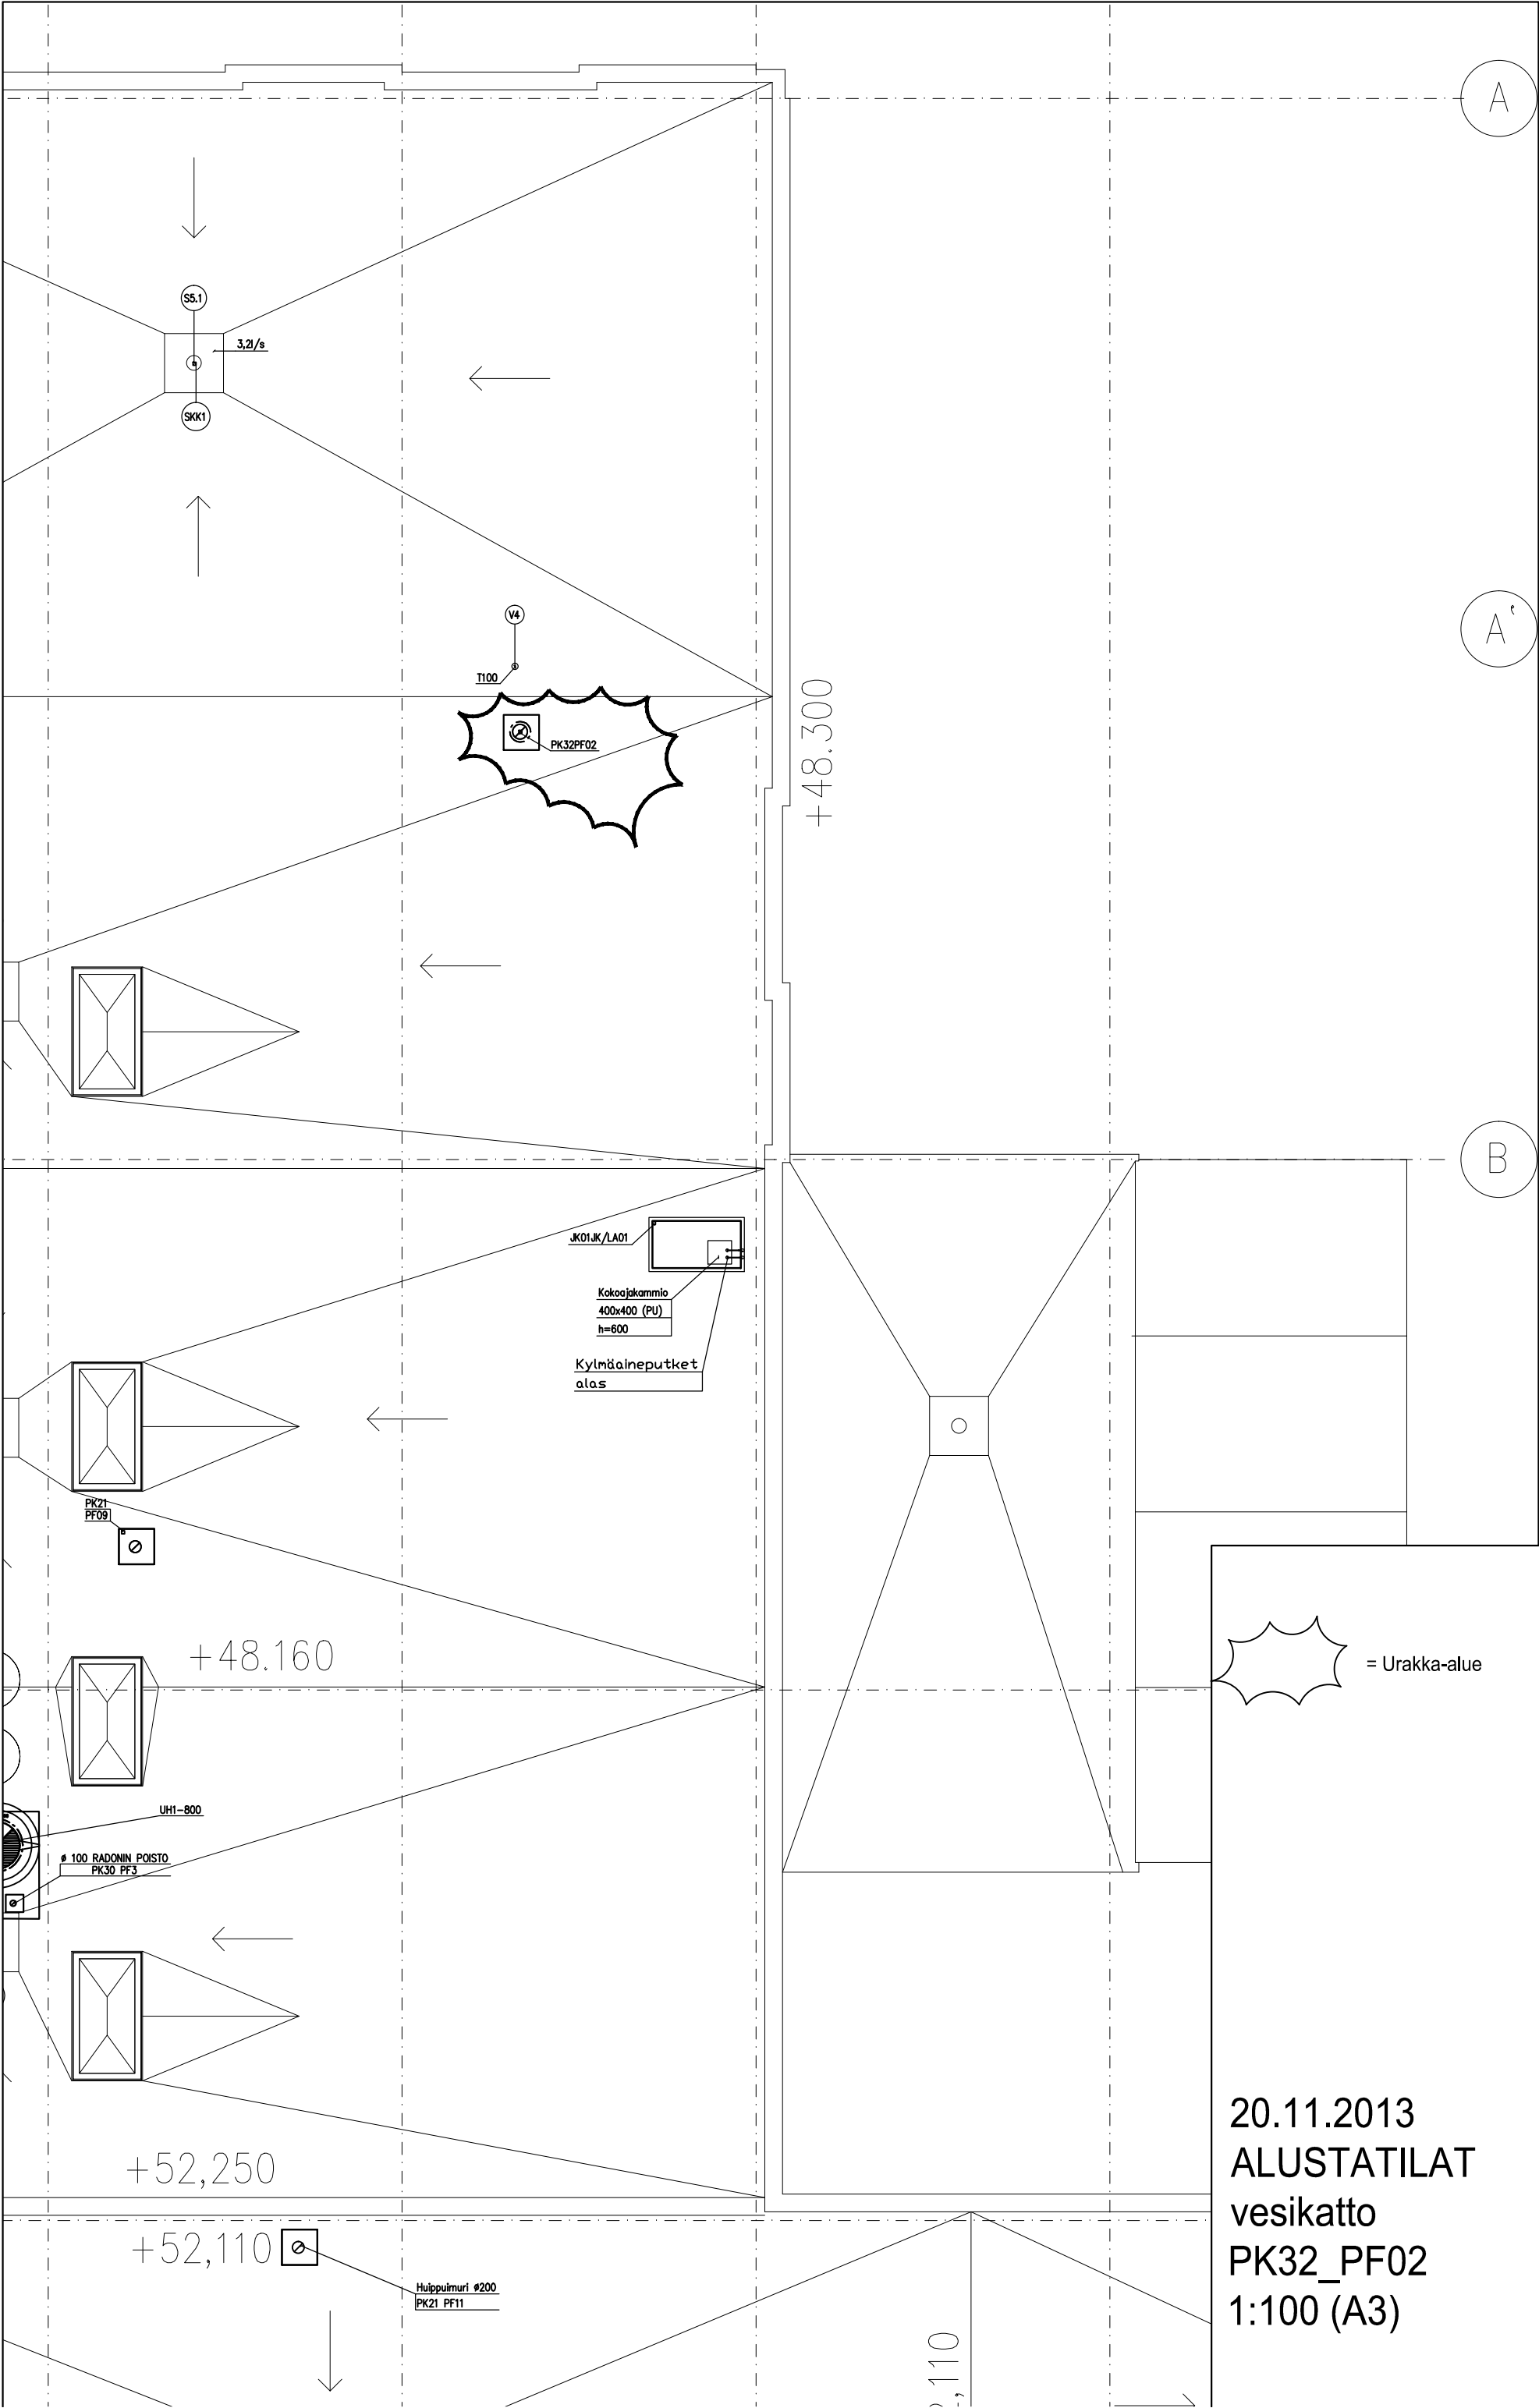 A
S5.1
3,2l/s
SKK1
V4
T100
A'
PK32PF02
+48.300
B
JK01JK/LA01
Kokoojakammio
400x400 (PU)
h=600
Kylmäaineputket
alas
PK21
PF09
+48.160
= Urakka-alue
UH1-800
ø 100 RADONIN POISTO
PK30 PF3
+52,250
+52,110
Huippuimuri ø200
PK21 PF11
20.11.2013
ALUSTATILAT
vesikatto
PK32_PF02
1:100 (A3)